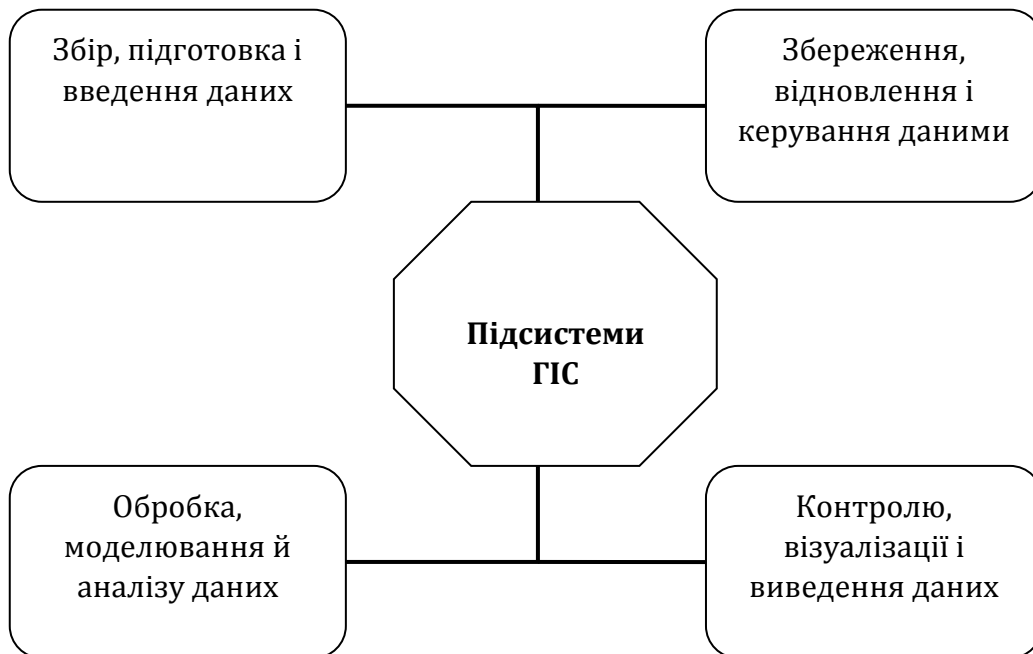 Збір, підготовка і
введення даних
Збереження,
відновлення і
керування даними
Підсистеми
ГІС
Обробка,
моделювання й
аналізу даних
Контролю,
візуалізації і
виведення даних